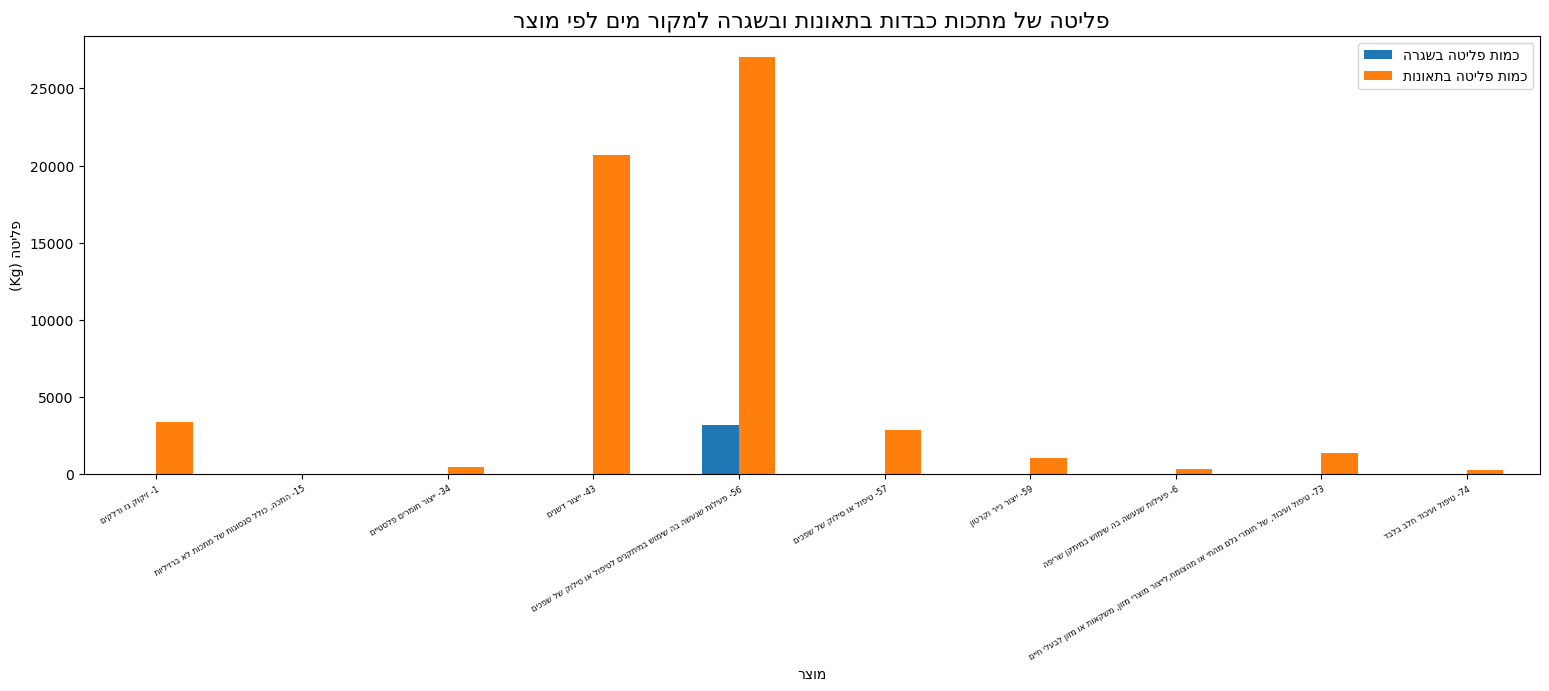 פליטה של מתכות כבדות בתאונות ובשגרה למקור מים לפי מוצר
כמות פליטה בשגרה
כמות פליטה בתאונות
פליטה (Kg)
25000
20000
15000
10000
5000
0
1- זיקוק גז ודלקים
15- התכה, כולל סגסוגות של מתכות לא ברזיליות
34- ייצור חומרים פלסטיים
43- ייצור דשנים
56- פעילות שנעשה בה שימוש במיתקנים לטיפול או סילוק של שפכים
57- טיפול או סילוק של שפכים
59- ייצור נייר וקרטון
6- פעילות שנעשה בה שימוש במיתקן שריפה
73- טיפול ועיבוד, של חומרי גלם מהחי או מהצומח,לייצור מוצרי מזון, משקאות או מזון לבעלי חיים
74- טיפול ועיבוד חלב בלבד
מוצר